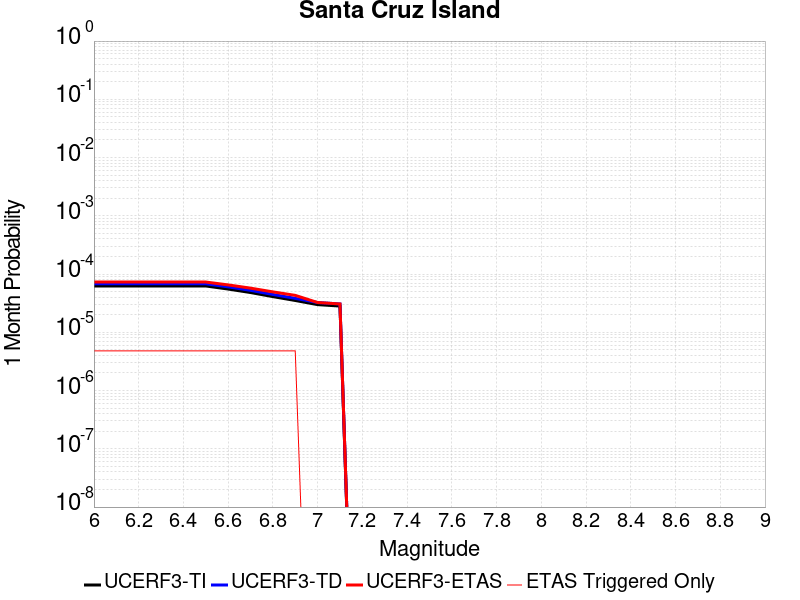 Santa Cruz Island
10^0
10^-1
10^-2
10^-3
10^-4
10^-5
10^-6
10^-7
10^-8
1 Month Probability
6 6.2 6.4 6.6 6.8 7 7.2 7.4 7.6 7.8 8 8.2 8.4 8.6 8.8 9
Magnitude
UCERF3-TI UCERF3-TD UCERF3-ETAS ETAS Triggered Only